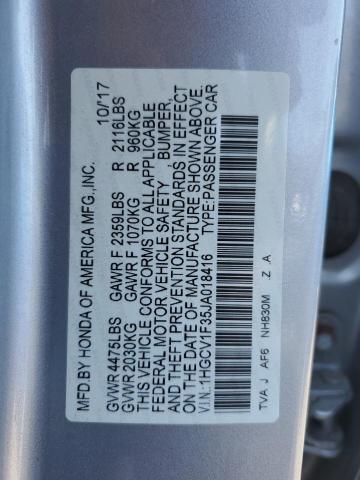 MFD.BY HONDA OF AMERICA MFG.,INC. 10/17
GVWR 4475LBS GAWR F 2359LBS R 2116LBS
GVWR 2030KG GAWR F 1070KG R 960KG
THIS VEHICLE CONFORMS TO ALL APPLICABLE
FEDERAL MOTOR VEHICLE SAFETY BUMPER,
AND THEFT PREVENTION STANDARDS IN EFFECT
ON THE DATE OF MANUFACTURE SHOWN ABOVE.
V.I.N.:1HGCV1F35JA018416 TYPE:PASSENGER CAR
TVA J AF6 NH830M Z .A